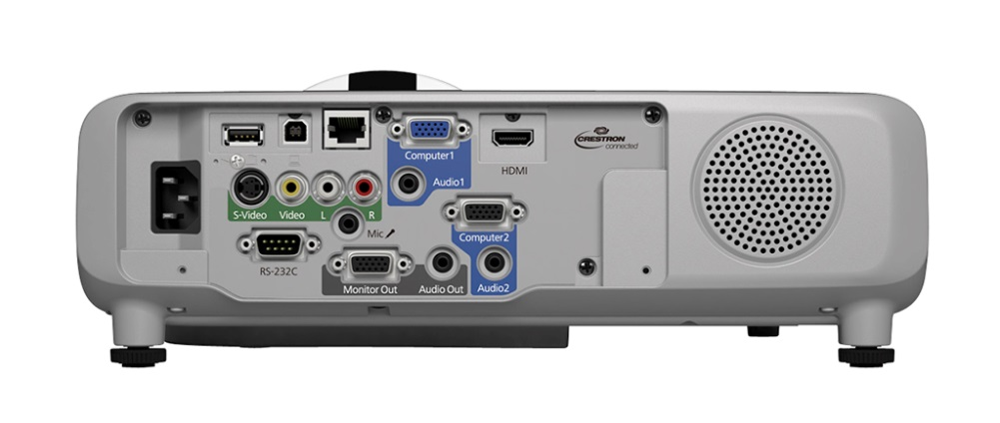 Computer1
CRESTRON
connected
HDMI
Audio1
S-Video
Video
L
R
Mic
Computer2
RS-232C
Monitor Out
Audio Out
Audio2